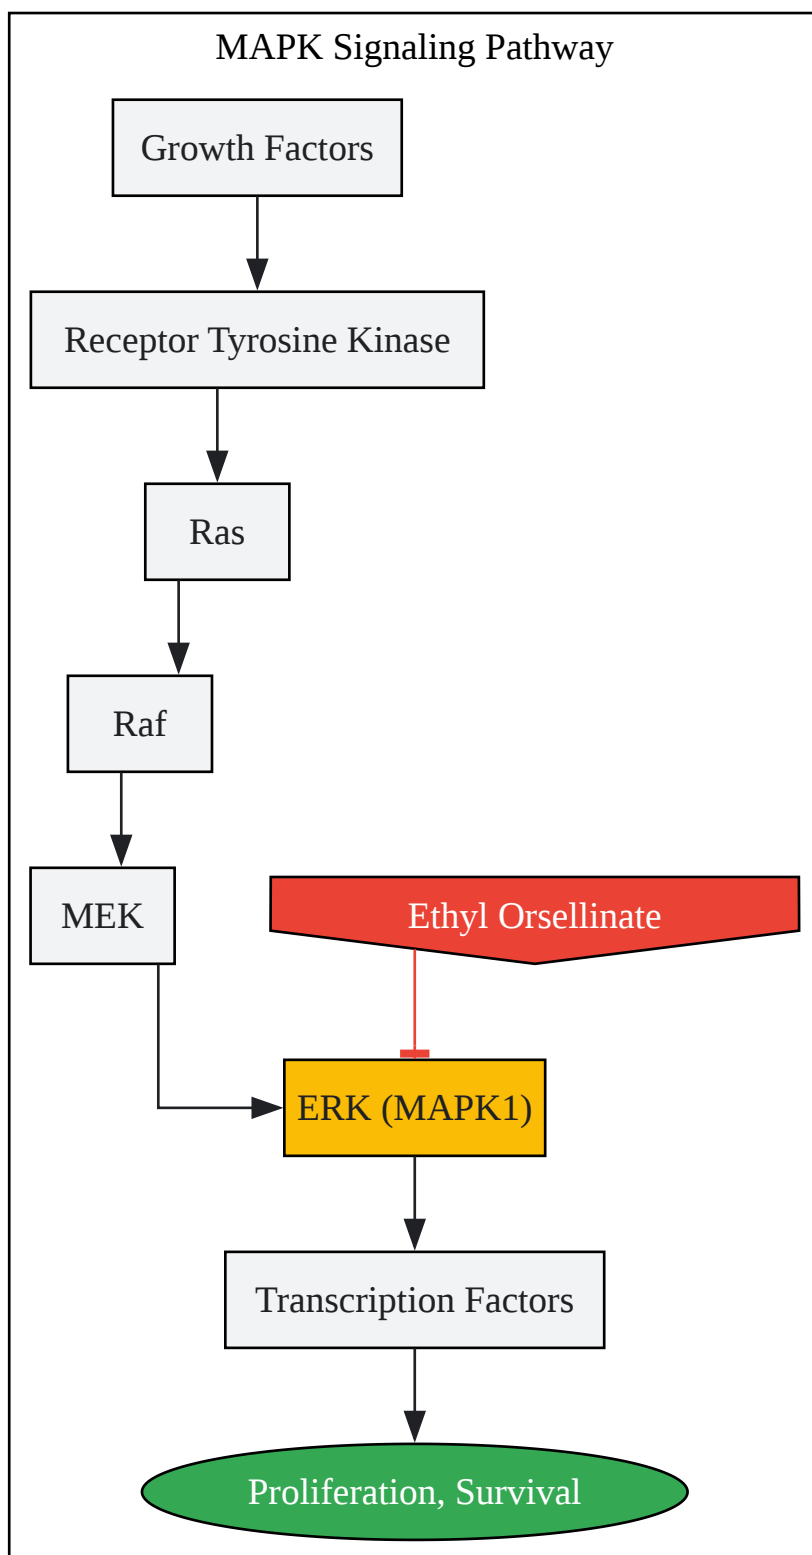 MAPK Signaling Pathway
Growth Factors
Receptor Tyrosine Kinase
Ras
Raf
MEK
Ethyl Orsellinate
ERK (MAPK1)
Transcription Factors
Proliferation, Survival